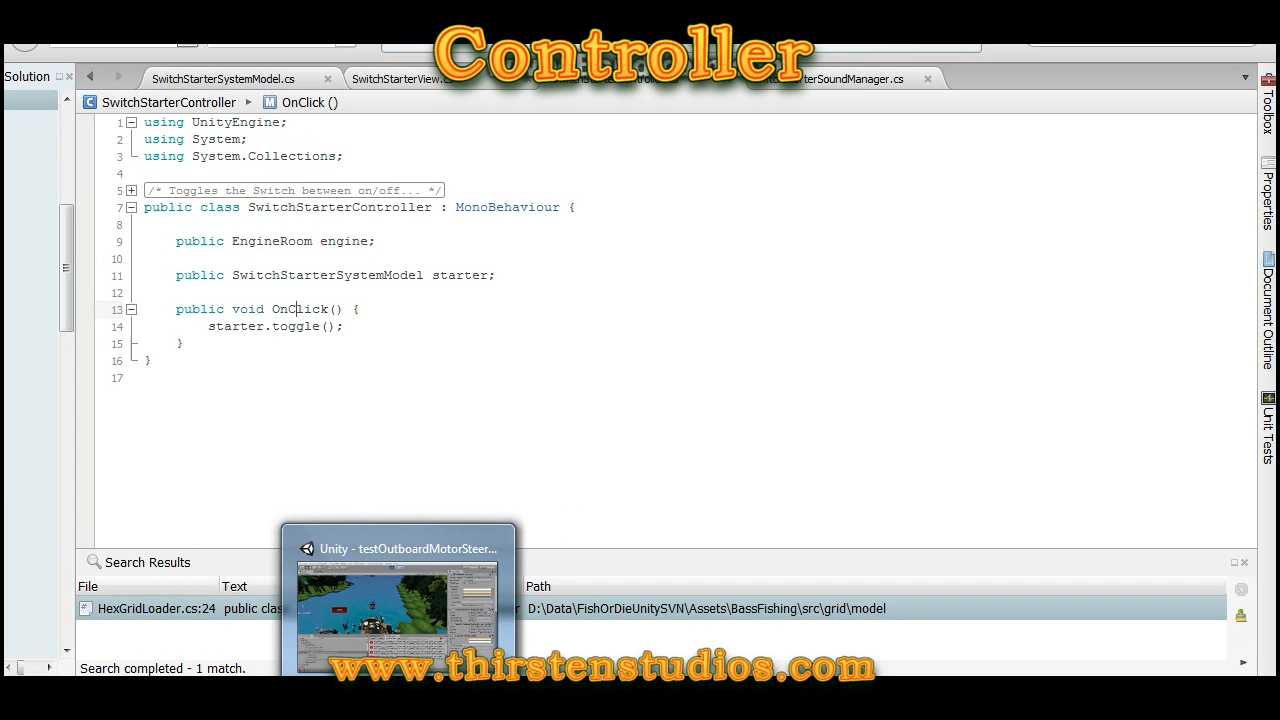 Controller
Solution
SwitchStarterSystemModel.cs
SwitchStarterView.cs
StarterSoundManager.cs
SwitchStarterController
OnClick ()
1 using UnityEngine;
2 using System;
3 using System.Collections;
4
5 /* Toggles the Switch between on/off... */
7 public class SwitchStarterController : MonoBehaviour {
8
9 public EngineRoom engine;
10
11 public SwitchStarterSystemModel starter;
12
13 public void OnClick() {
14 starter.toggle();
15 }
16 }
17
Toolbox
Properties
Document Outline
Unit Tests
Unity - testOutboardMotorSteer...
Search Results
File Text Path
HexGridLoader.cs:24 public clas D:\Data\FishOrDieUnitySVN\Assets\BassFishing\src\grid\model
Search completed - 1 match.
www.thirstenstudios.com